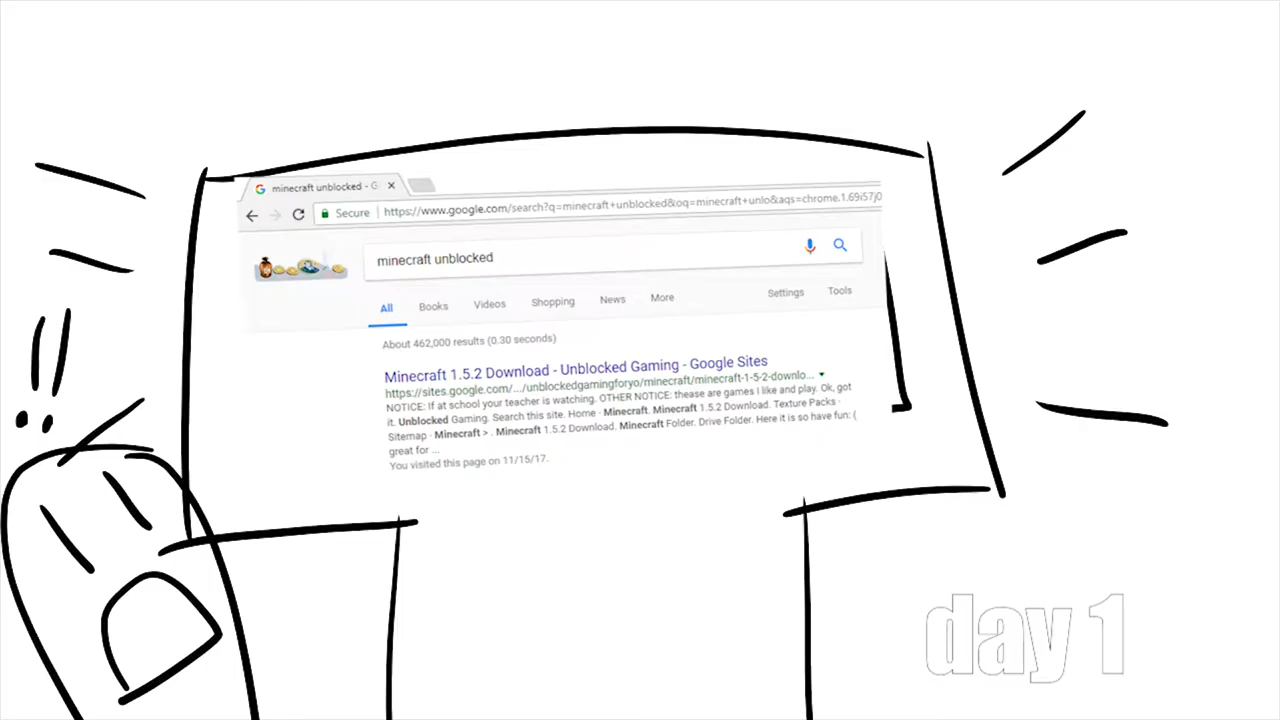 minecraft unblocked - G
Secure https://www.google.com/search?q=minecraft+unblocked&oq=minecraft+unlo&aqs=chrome.1.69i57j0
minecraft unblocked
All Books Videos Shopping News More Settings Tools
About 462,000 results (0.30 seconds)
Minecraft 1.5.2 Download - Unblocked Gaming - Google Sites
https://sites.google.com/.../unblockedgamingforyo/minecraft/minecraft-1-5-2-downlo...
NOTICE: If at school your teacher is watching. OTHER NOTICE: thease are games I like and play. Ok, got
it. Unblocked Gaming. Search this site. Home · Minecraft. Minecraft 1.5.2 Download. Texture Packs ·
Sitemap · Minecraft > . Minecraft 1.5.2 Download. Minecraft Folder. Drive Folder. Here it is so have fun: (
great for ...
You visited this page on 11/15/17.
!!
day 1